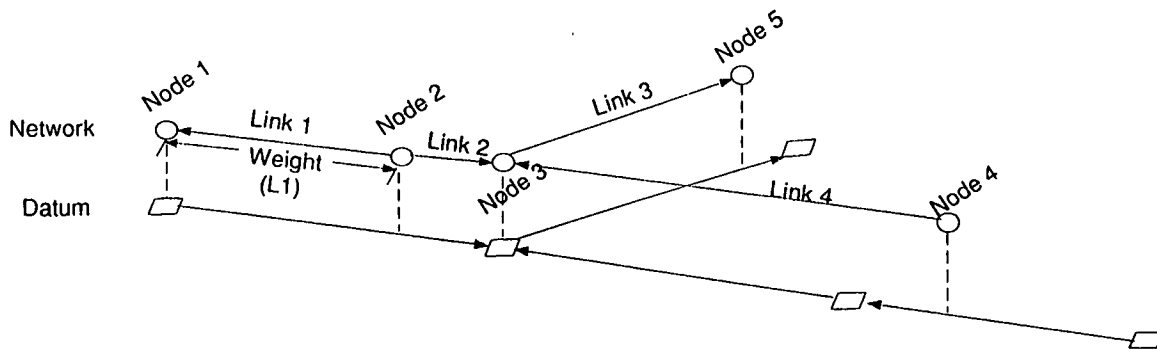 Node 5
Node 1
Link 3
Node 2
Network
Link 1
Link 2
Weight
(L1)
Node 3
Link 4
Node 4
Datum